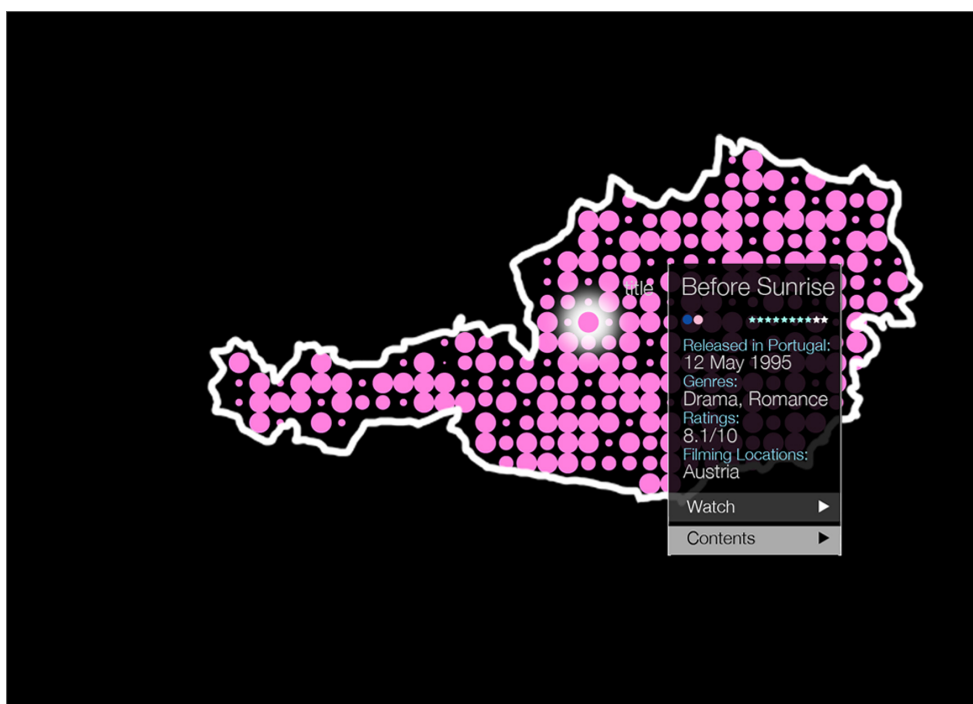 title
Before Sunrise
Released in Portugal:
12 May 1995
Genres:
Drama, Romance
Ratings:
8.1/10
Filming Locations:
Austria
Watch
Contents